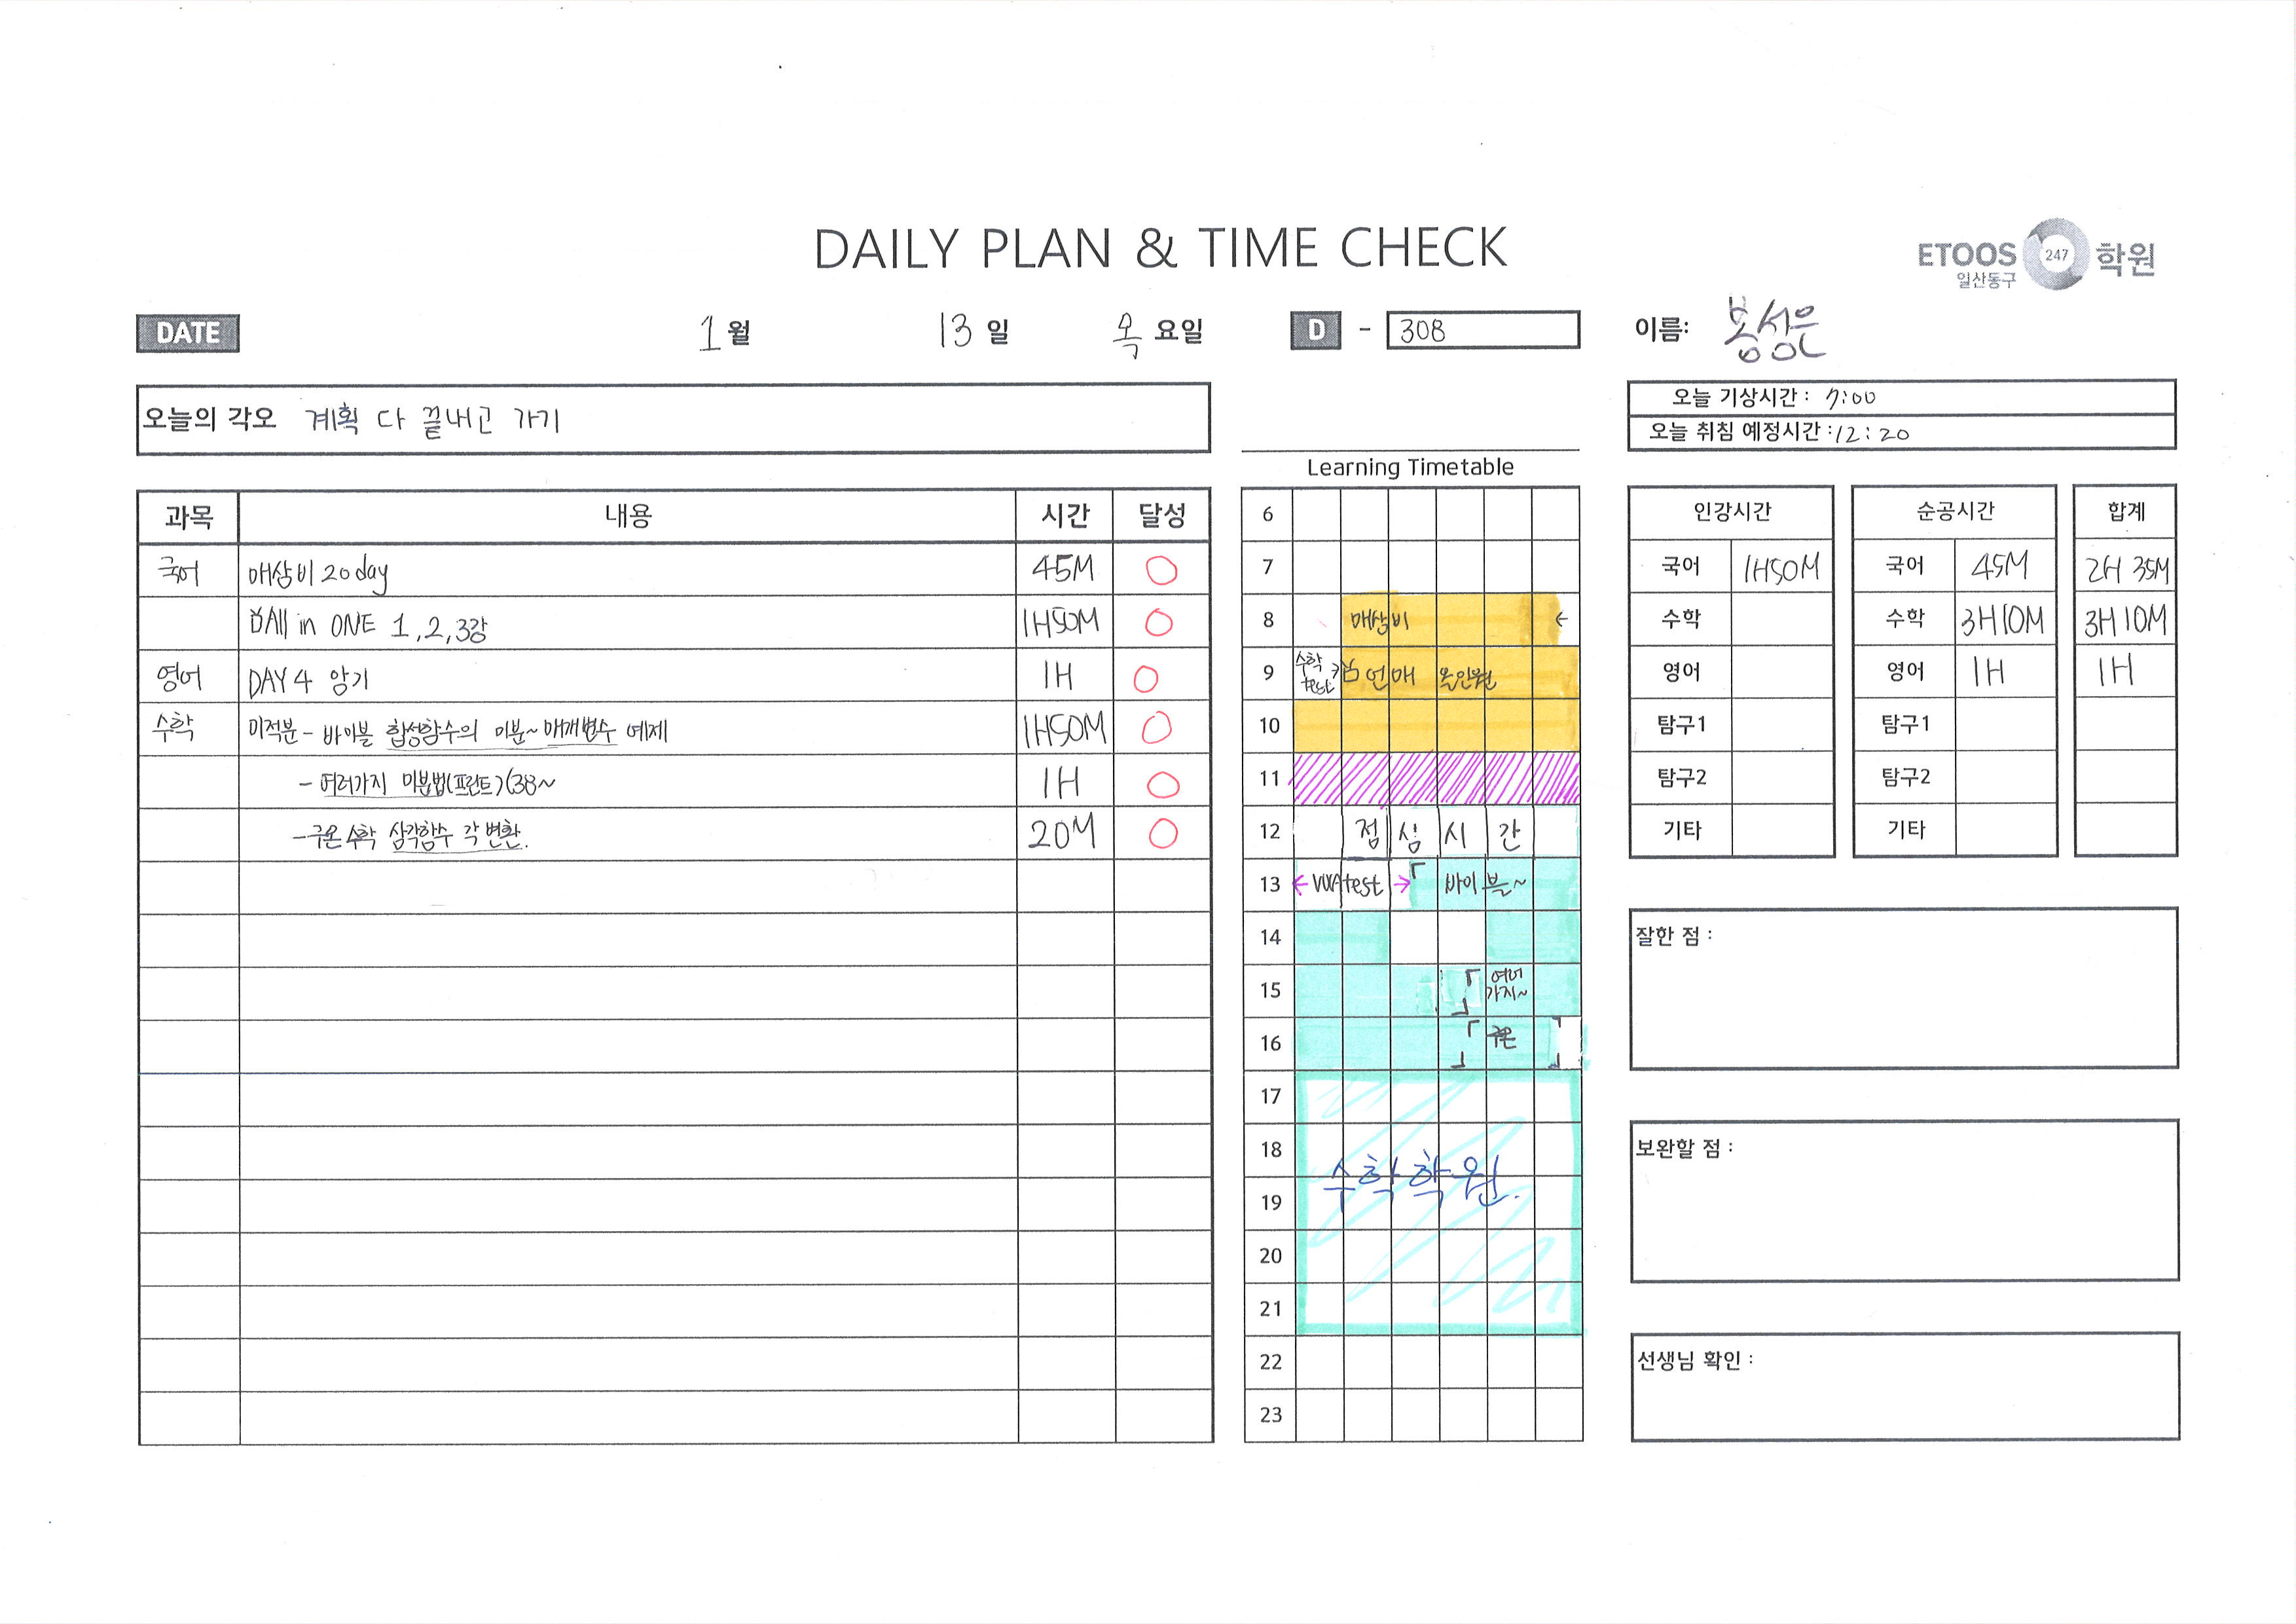 DAILY PLAN & TIME CHECK
ETOOS 247 학원
일산동구
DATE 1월 13일 목요일 D - 308 이름: 봉성은
오늘의 각오 계획 다 끝내고 가기
오늘 기상시간 : 7:00
오늘 취침 예정시간 : 12:20
Learning Timetable
과목 내용 시간 달성
국어 매삼비 20day 45M
All in ONE 1, 2, 3강 1H50M
영어 DAY 4 암기 1H
수학 미적분 - 바이블 합성함수의 미분~매개변수 예제 1H50M
- 여러가지 미분법(프린트)(38~ 1H
- 구온수학 삼각함수 각 변환. 20M
6
7
8 매삼비 ←
9 수학 test 언매 올인원
10
11
12 점심시간
13 ← test → 바이블~
14
15 여러가지~
16 구온
17
18
수학학원.
19
20
21
22
23
인강시간 순공시간 합계
국어 1H50M 국어 45M 2H 35M
수학 수학 3H10M 3H10M
영어 영어 1H 1H
탐구1 탐구1
탐구2 탐구2
기타 기타
잘한 점 :
보완할 점 :
선생님 확인 :